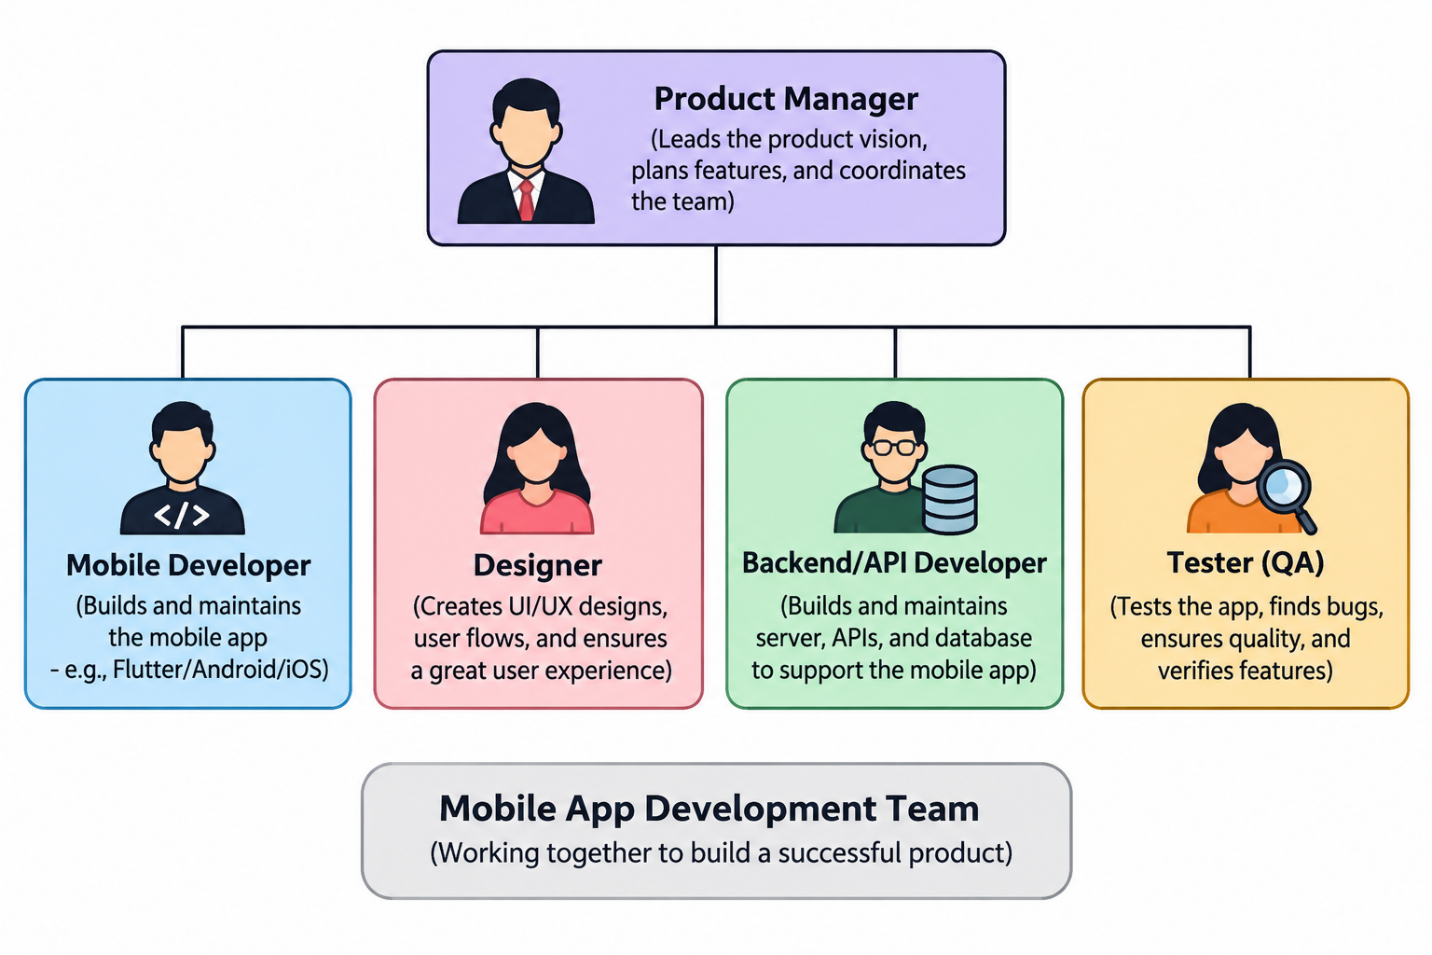 Product Manager
(Leads the product vision,
plans features, and coordinates
the team)
</>
Mobile Developer
(Builds and maintains
the mobile app
- e.g., Flutter/Android/iOS)
Designer
(Creates UI/UX designs,
user flows, and ensures
a great user experience)
Backend/API Developer
(Builds and maintains
server, APIs, and database
to support the mobile app)
Tester (QA)
(Tests the app, finds bugs,
ensures quality, and
verifies features)
Mobile App Development Team
(Working together to build a successful product)